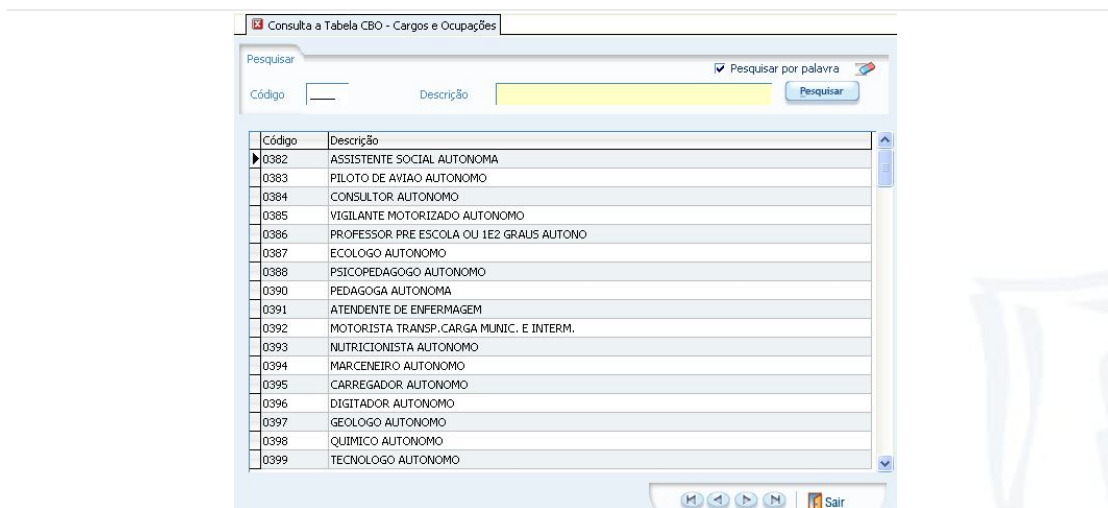 Consulta a Tabela CBO - Cargos e Ocupações
Pesquisar
Pesquisar por palavra
Código ____ Descrição Pesquisar
Código Descrição
0382 ASSISTENTE SOCIAL AUTONOMA
0383 PILOTO DE AVIAO AUTONOMO
0384 CONSULTOR AUTONOMO
0385 VIGILANTE MOTORIZADO AUTONOMO
0386 PROFESSOR PRE ESCOLA OU 1E2 GRAUS AUTONO
0387 ECOLOGO AUTONOMO
0388 PSICOPEDAGOGO AUTONOMO
0390 PEDAGOGA AUTONOMA
0391 ATENDENTE DE ENFERMAGEM
0392 MOTORISTA TRANSP.CARGA MUNIC. E INTERM.
0393 NUTRICIONISTA AUTONOMO
0394 MARCENEIRO AUTONOMO
0395 CARREGADOR AUTONOMO
0396 DIGITADOR AUTONOMO
0397 GEOLOGO AUTONOMO
0398 QUIMICO AUTONOMO
0399 TECNOLOGO AUTONOMO
Sair